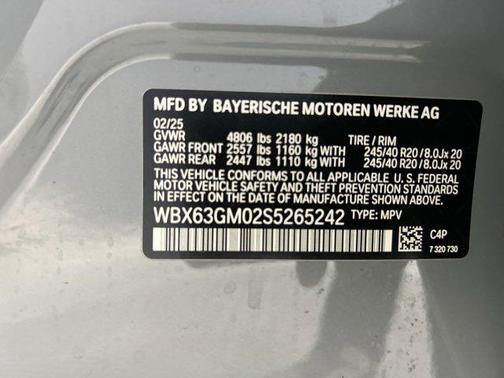 MFD BY BAYERISCHE MOTOREN WERKE AG
02/25
GVWR 4806 lbs 2180 kg TIRE / RIM
GAWR FRONT 2557 lbs 1160 kg WITH 245/40 R20 / 8.0Jx 20
GAWR REAR 2447 lbs 1110 kg WITH 245/40 R20 / 8.0Jx 20
THIS VEHICLE CONFORMS TO ALL APPLICABLE U. S. FEDERAL
MOTOR VEHICLE SAFETY, BUMPER, AND THEFT PREVENTION
STANDARDS IN EFFECT ON THE DATE OF MANUFACTURE SHOWN ABOVE.
WBX63GM02S5265242 TYPE: MPV
C4P
7 320 730